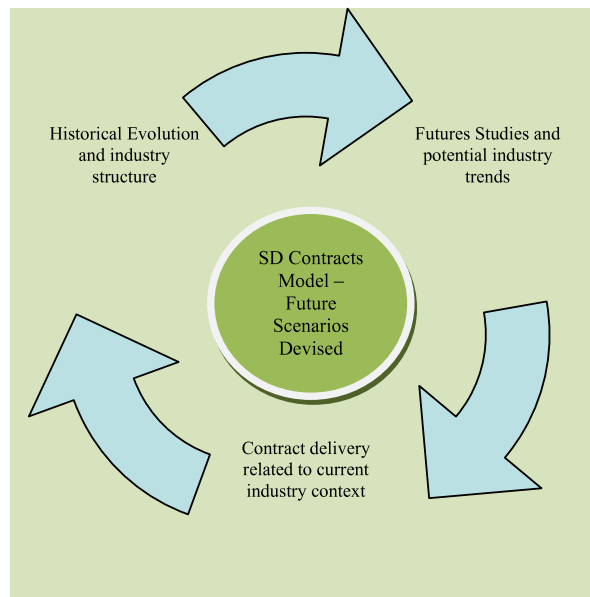 Historical Evolution
and industry
structure
Futures Studies and
potential industry
trends
SD Contracts
Model –
Future
Scenarios
Devised
Contract delivery
related to current
industry context